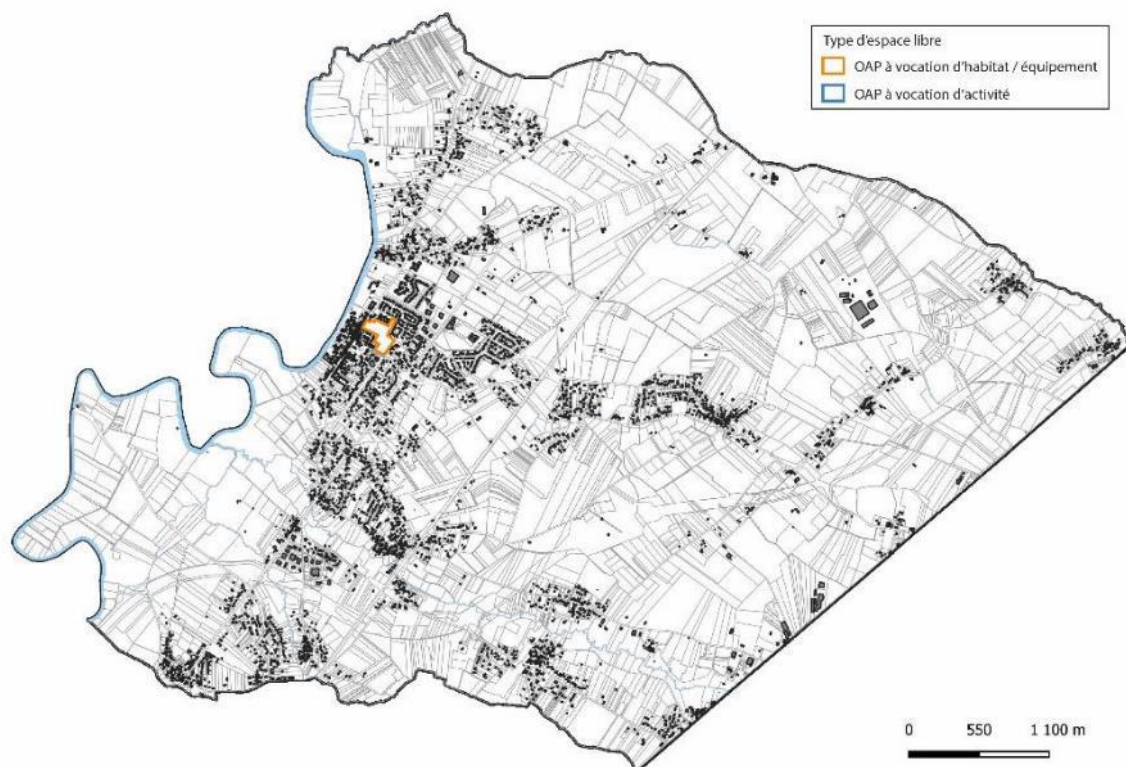 Type d'espace libre
OAP à vocation d'habitat / équipement
OAP à vocation d'activité
0 550 1 100 m